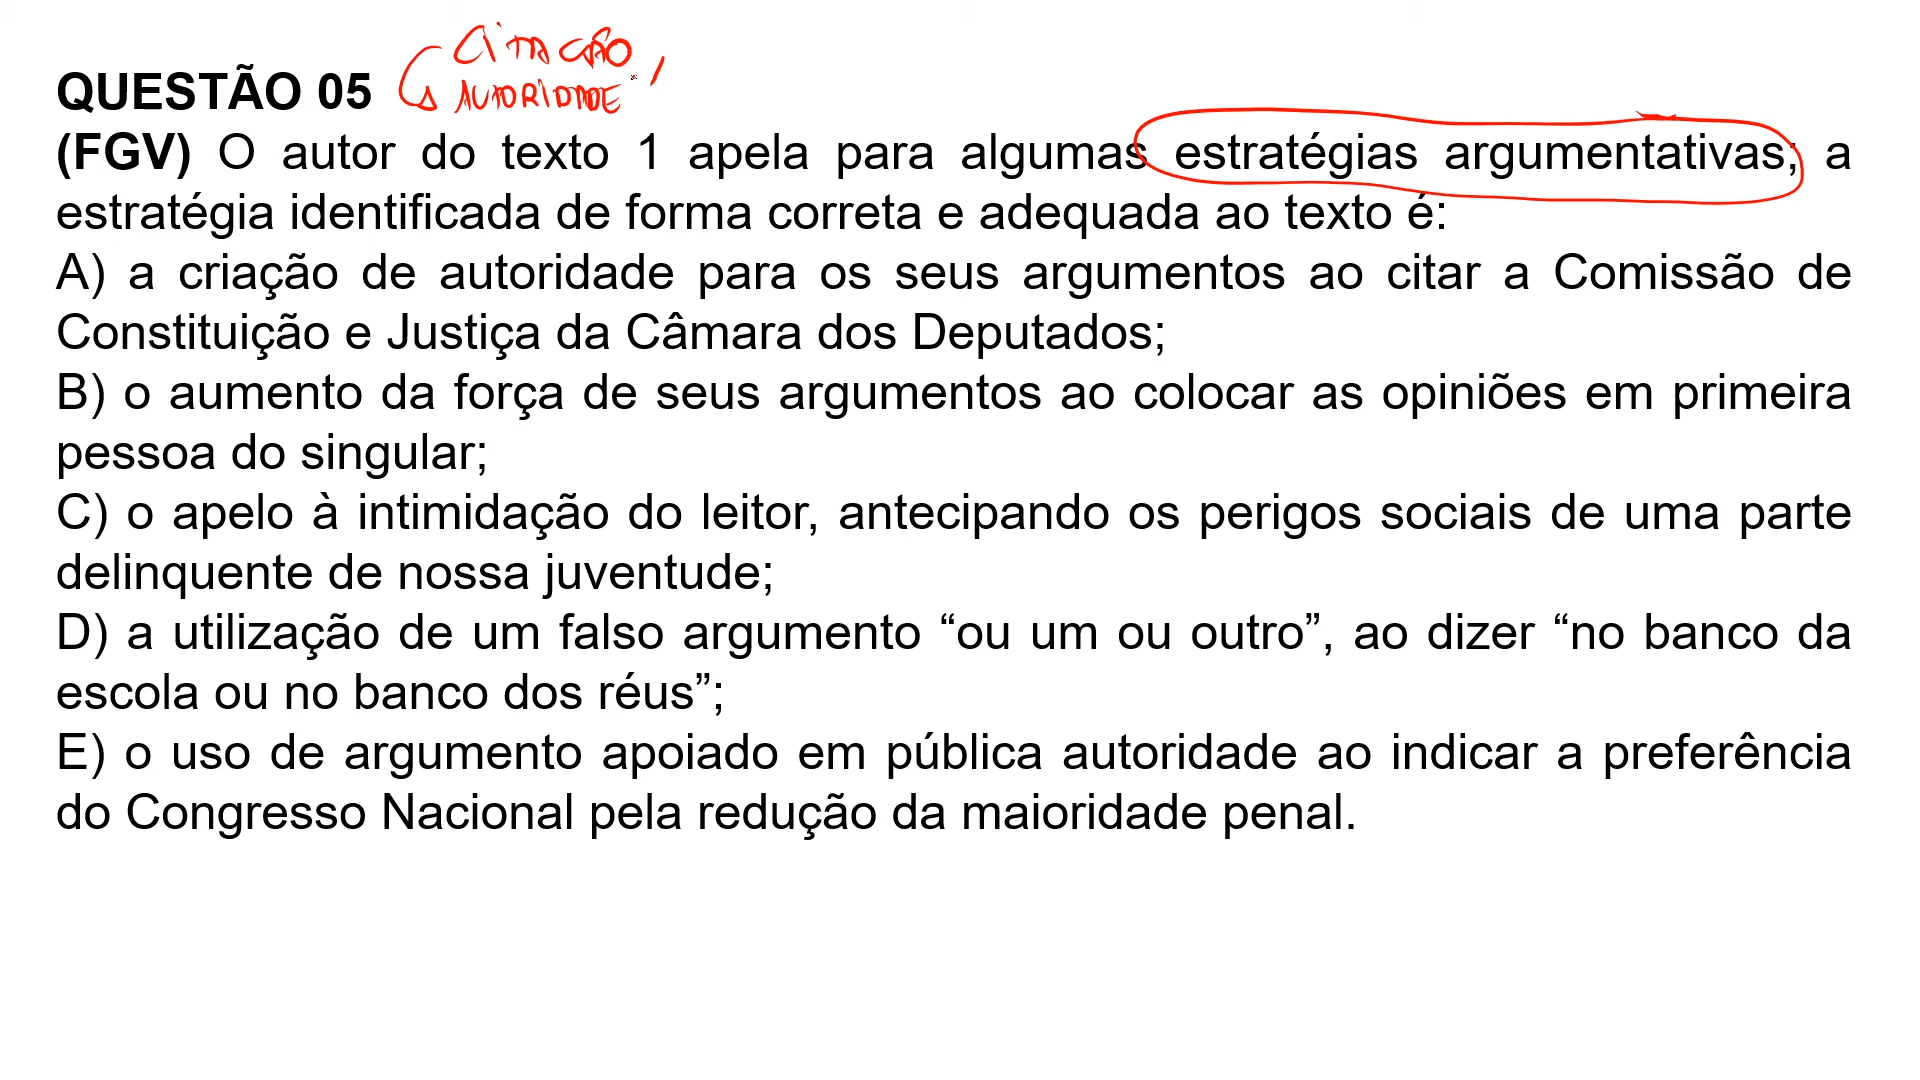 CITAÇÃO
AUTORIDADE
QUESTÃO 05
(FGV) O autor do texto 1 apela para algumas estratégias argumentativas; a
estratégia identificada de forma correta e adequada ao texto é:
A) a criação de autoridade para os seus argumentos ao citar a Comissão de
Constituição e Justiça da Câmara dos Deputados;
B) o aumento da força de seus argumentos ao colocar as opiniões em primeira
pessoa do singular;
C) o apelo à intimidação do leitor, antecipando os perigos sociais de uma parte
delinquente de nossa juventude;
D) a utilização de um falso argumento “ou um ou outro”, ao dizer “no banco da
escola ou no banco dos réus”;
E) o uso de argumento apoiado em pública autoridade ao indicar a preferência
do Congresso Nacional pela redução da maioridade penal.